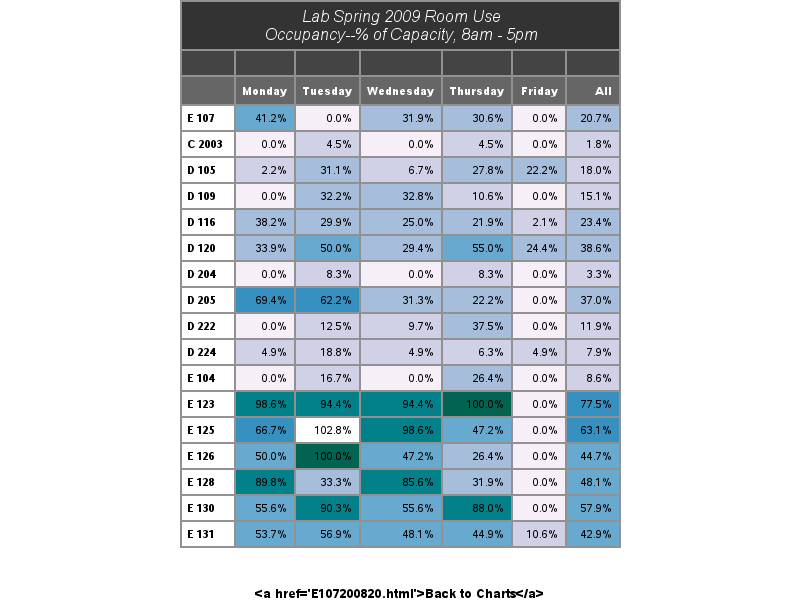 Lab Spring 2009 Room Use
Occupancy--% of Capacity, 8am - 5pm
Monday Tuesday Wednesday Thursday Friday All
E 107 41.2% 0.0% 31.9% 30.6% 0.0% 20.7%
C 2003 0.0% 4.5% 0.0% 4.5% 0.0% 1.8%
D 105 2.2% 31.1% 6.7% 27.8% 22.2% 18.0%
D 109 0.0% 32.2% 32.8% 10.6% 0.0% 15.1%
D 116 38.2% 29.9% 25.0% 21.9% 2.1% 23.4%
D 120 33.9% 50.0% 29.4% 55.0% 24.4% 38.6%
D 204 0.0% 8.3% 0.0% 8.3% 0.0% 3.3%
D 205 69.4% 62.2% 31.3% 22.2% 0.0% 37.0%
D 222 0.0% 12.5% 9.7% 37.5% 0.0% 11.9%
D 224 4.9% 18.8% 4.9% 6.3% 4.9% 7.9%
E 104 0.0% 16.7% 0.0% 26.4% 0.0% 8.6%
E 123 98.6% 94.4% 94.4% 100.0% 0.0% 77.5%
E 125 66.7% 102.8% 98.6% 47.2% 0.0% 63.1%
E 126 50.0% 100.0% 47.2% 26.4% 0.0% 44.7%
E 128 89.8% 33.3% 85.6% 31.9% 0.0% 48.1%
E 130 55.6% 90.3% 55.6% 88.0% 0.0% 57.9%
E 131 53.7% 56.9% 48.1% 44.9% 10.6% 42.9%
<a href='E107200820.html'>Back to Charts</a>